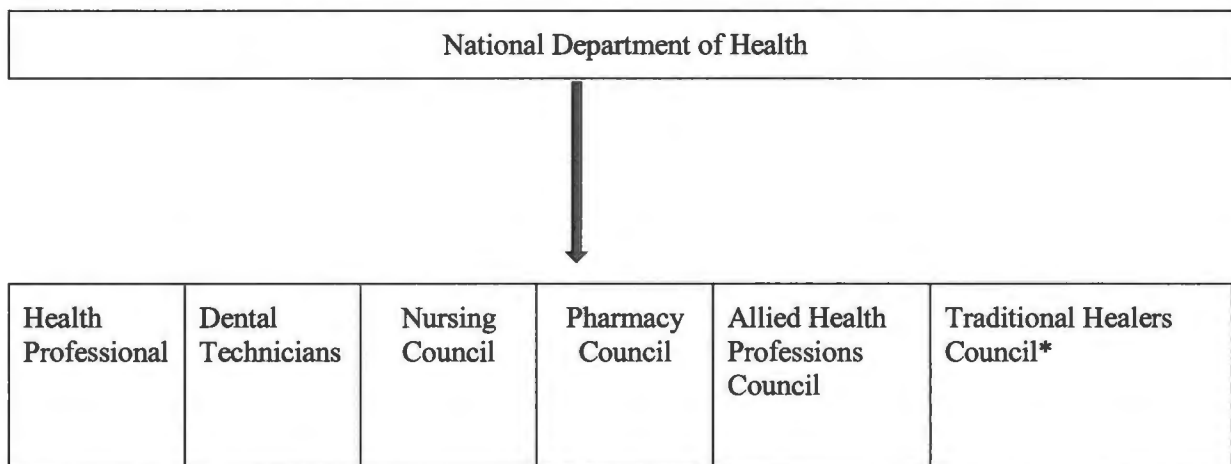 National Department of Health
Health
Professional
Dental
Technicians
Nursing
Council
Pharmacy
Council
Allied Health
Professions
Council
Traditional Healers
Council*